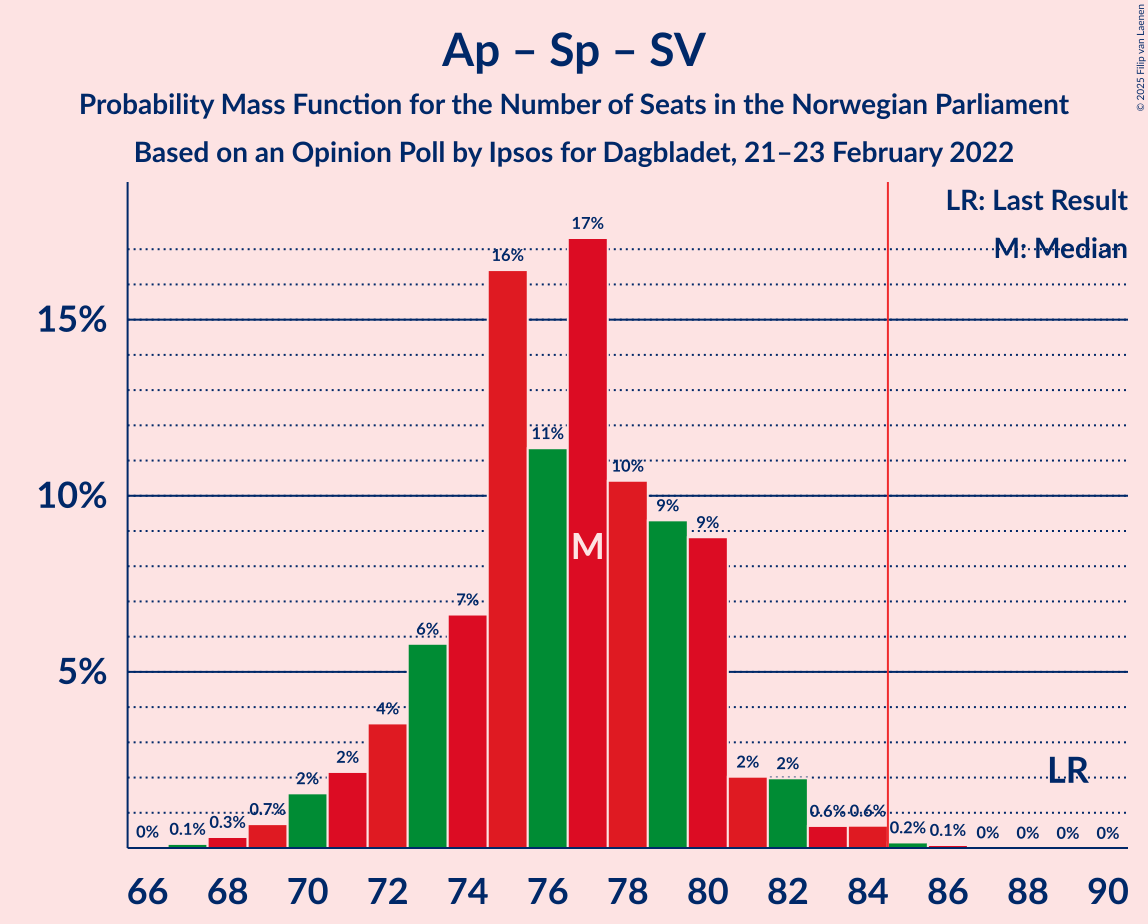 Ap – Sp – SV
Probability Mass Function for the Number of Seats in the Norwegian Parliament
Based on an Opinion Poll by Ipsos for Dagbladet, 21–23 February 2022
© 2025 Filip van Laenen
LR: Last Result
M: Median
15%
10%
5%
0% 0.1% 0.3% 0.7% 2% 2% 4% 6% 7% 16% 11% 17% 10% 9% 9% 2% 2% 0.6% 0.6% 0.2% 0.1% 0% 0% 0% 0%
M
LR
66 68 70 72 74 76 78 80 82 84 86 88 90